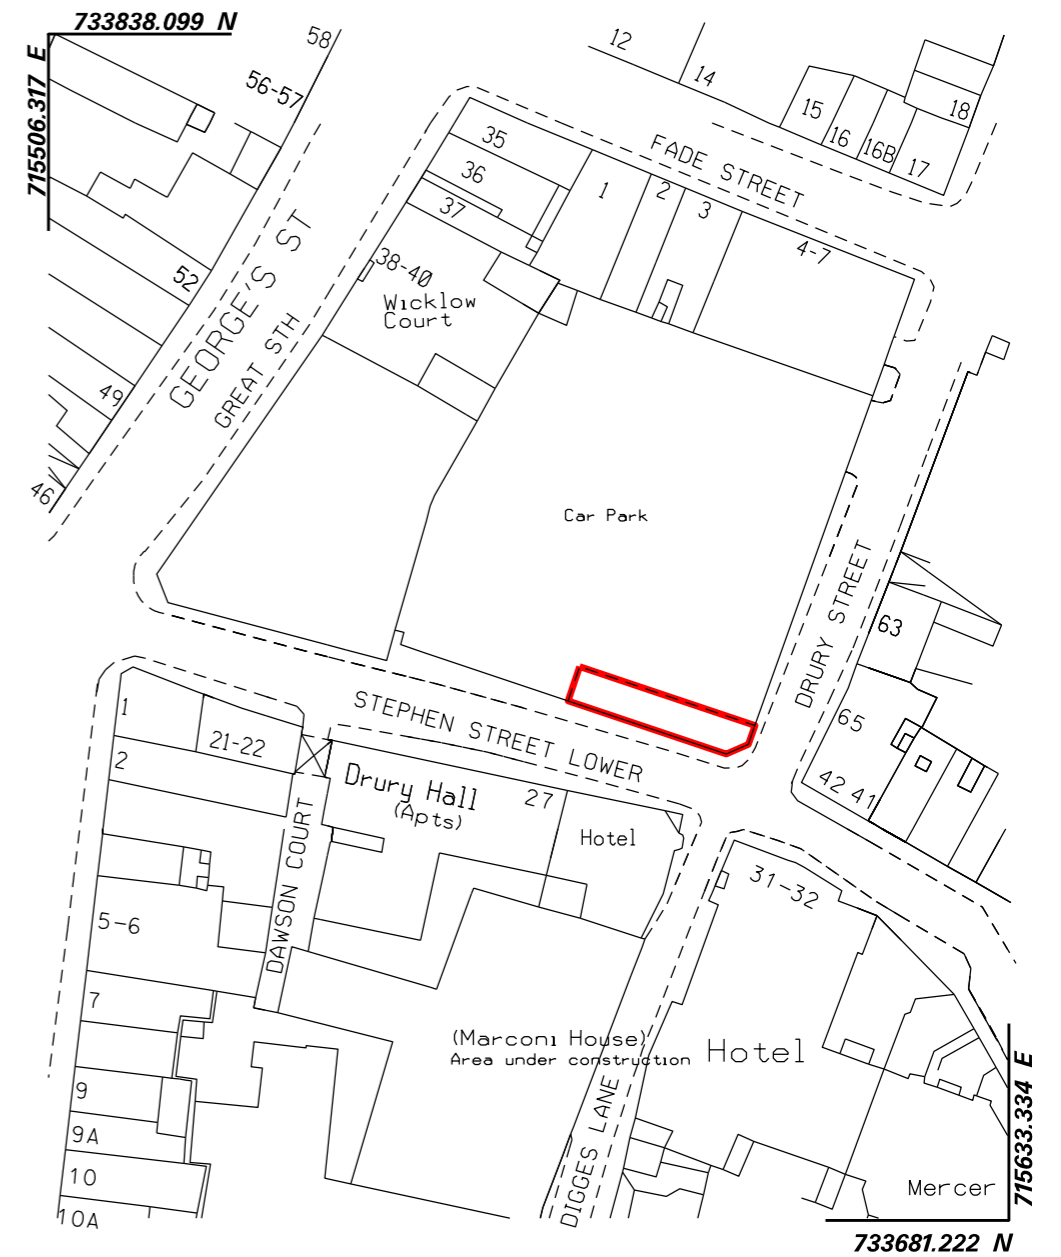 733838.099 N
715506.317 E
58
56-57
12
14
15
16
16B
17
18
35
36
37
FADE STREET
1
2
3
4-7
38-40
Wicklow
Court
52
GEORGE'S ST
GREAT STH
49
46
Car Park
DRURY STREET
63
65
42 41
STEPHEN STREET LOWER
1
21-22
2
Drury Hall
(Apts)
27
Hotel
DAWSON COURT
31-32
5-6
7
(Marconi House)
Area under construction
Hotel
9
9A
10
10A
DIGGES LANE
Mercer
715633.334 E
733681.222 N